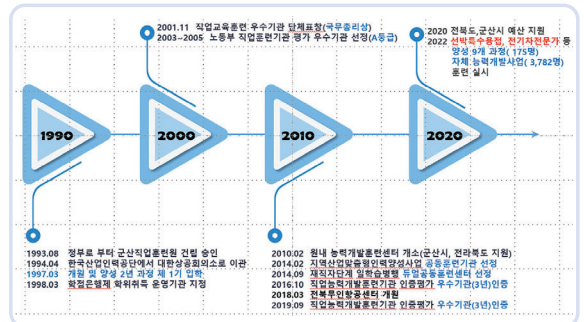 2001.11 직업교육훈련 우수기관 단체표창(국무총리상)
2003-2005 노동부 직업훈련기관 평가 우수기관 선정(A등급)
2020 전북도,군산시 예산 지원
2022 선박특수용접, 전기차전문가 등
양성 9개 과정( 175명)
자체 능력개발사업( 3,782명)
훈련 실시
1990
2000
2010
2020
1993.08 정부로 부터 군산직업훈련원 건립 승인
1994.04 한국산업인력공단에서 대한상공회의소로 이관
1997.03 개원 및 양성 2년 과정 제 1기 입학
1998.03 학점은행제 학위취득 운영기관 지정
2010.02 원내 능력개발훈련센터 개소(군산시, 전라북도 지원)
2014.02 지역산업맞춤형인력양성사업 공동훈련센터 선정
2014.09 재직자단계 일학습병행 듀얼공동훈련센터 선정
2016.10 직업능력개발훈련기관 인증평가 우수기관(3년)인증
2018.03 전북무인항공센터 개원
2019.09 직업능력개발훈련기관 인증평가 우수기관(3년)인증